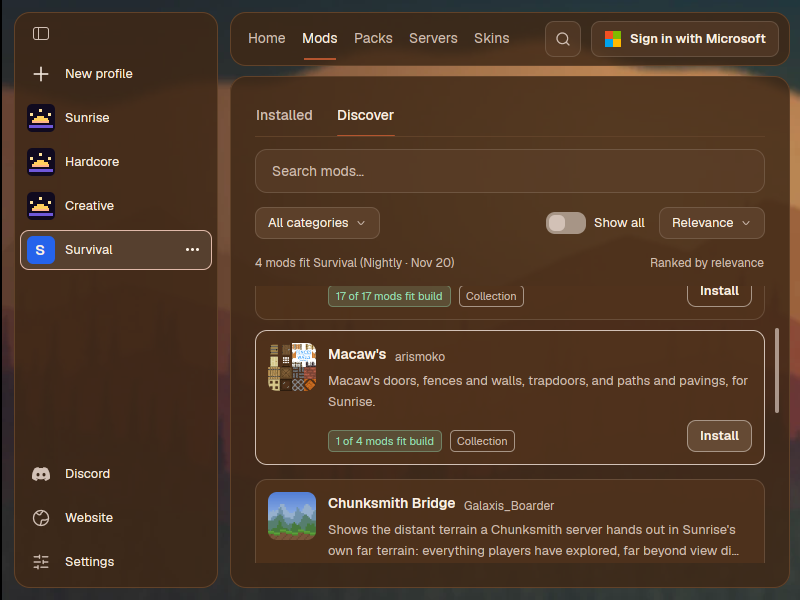 New profile
Sunrise
Hardcore
Creative
S Survival
Discord
Website
Settings
Home Mods Packs Servers Skins Sign in with Microsoft
Installed Discover
Search mods...
All categories Show all Relevance
4 mods fit Survival (Nightly · Nov 20) Ranked by relevance
17 of 17 mods fit build Collection Install
Macaw's arismoko
Macaw's doors, fences and walls, trapdoors, and paths and pavings, for
Sunrise.
1 of 4 mods fit build Collection Install
Chunksmith Bridge Galaxis_Boarder
Shows the distant terrain a Chunksmith server hands out in Sunrise's
own far terrain: everything players have explored, far beyond view di...